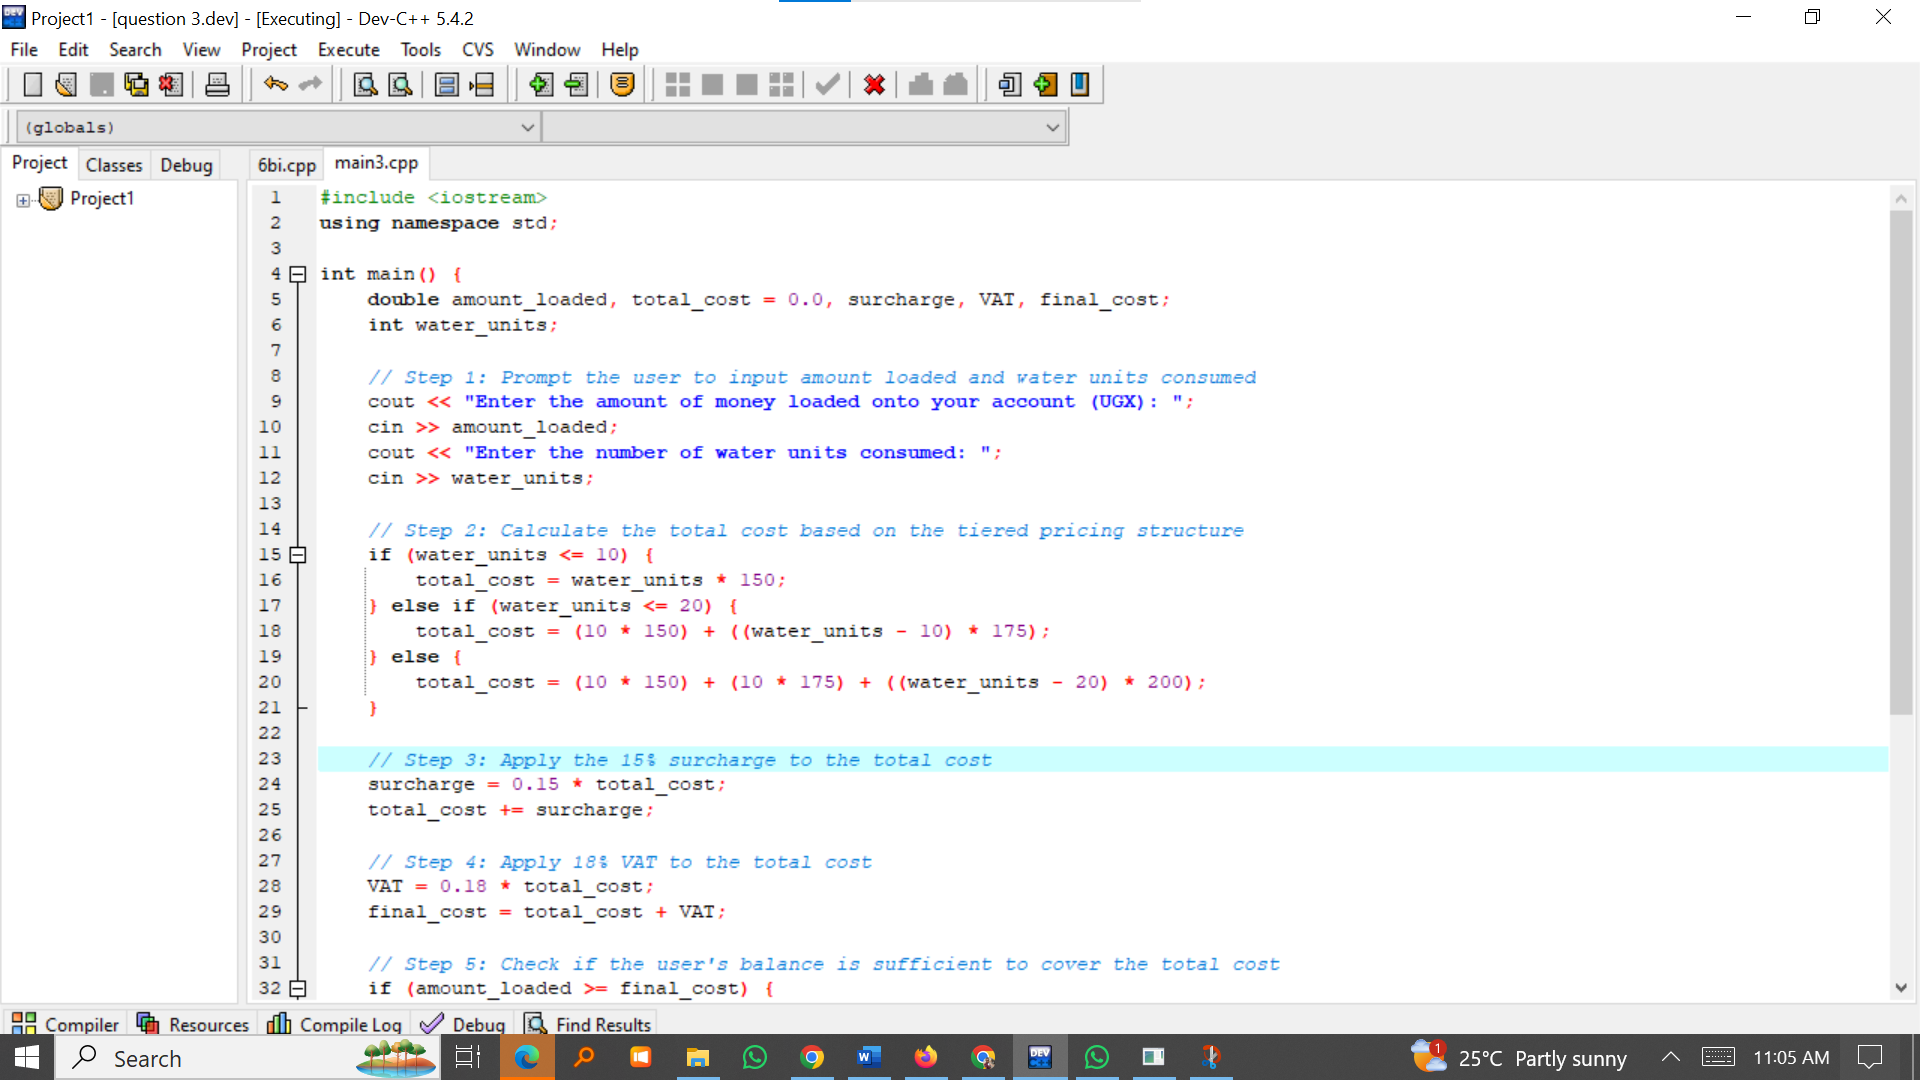 Project1 - [question 3.dev] - [Executing] - Dev-C++ 5.4.2
File Edit Search View Project Execute Tools CVS Window Help
(globals)
Project Classes Debug 6bi.cpp main3.cpp
Project1
1 #include <iostream>
2 using namespace std;
3
4 int main() {
5 double amount_loaded, total_cost = 0.0, surcharge, VAT, final_cost;
6 int water_units;
7
8 // Step 1: Prompt the user to input amount loaded and water units consumed
9 cout << "Enter the amount of money loaded onto your account (UGX): ";
10 cin >> amount_loaded;
11 cout << "Enter the number of water units consumed: ";
12 cin >> water_units;
13
14 // Step 2: Calculate the total cost based on the tiered pricing structure
15 if (water_units <= 10) {
16 total_cost = water_units * 150;
17 } else if (water_units <= 20) {
18 total_cost = (10 * 150) + ((water_units - 10) * 175);
19 } else {
20 total_cost = (10 * 150) + (10 * 175) + ((water_units - 20) * 200);
21 }
22
23 // Step 3: Apply the 15% surcharge to the total cost
24 surcharge = 0.15 * total_cost;
25 total_cost += surcharge;
26
27 // Step 4: Apply 18% VAT to the total cost
28 VAT = 0.18 * total_cost;
29 final_cost = total_cost + VAT;
30
31 // Step 5: Check if the user's balance is sufficient to cover the total cost
32 if (amount_loaded >= final_cost) {
Compiler Resources Compile Log Debug Find Results
Search 25°C Partly sunny 11:05 AM